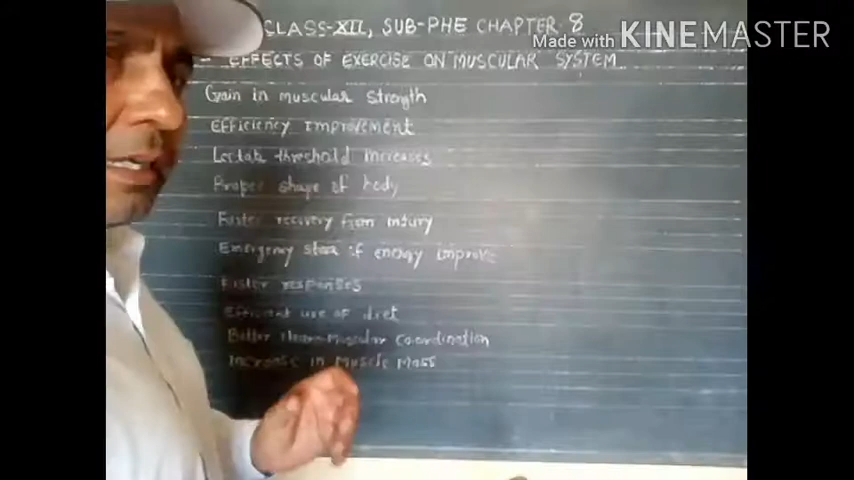 CLASS-XII, SUB-PHE CHAPTER-8
Made with KINEMASTER
- EFFECTS OF EXERCISE ON MUSCULAR SYSTEM
Gain in muscular strength
Efficiency improvement
Lactate threshold increases
Proper shape of body
Faster recovery from injury
Emergency store of energy improve
Faster responses
Efficient use of diet
Better Neuro-Muscular co-ordination
Increase in Muscle Mass